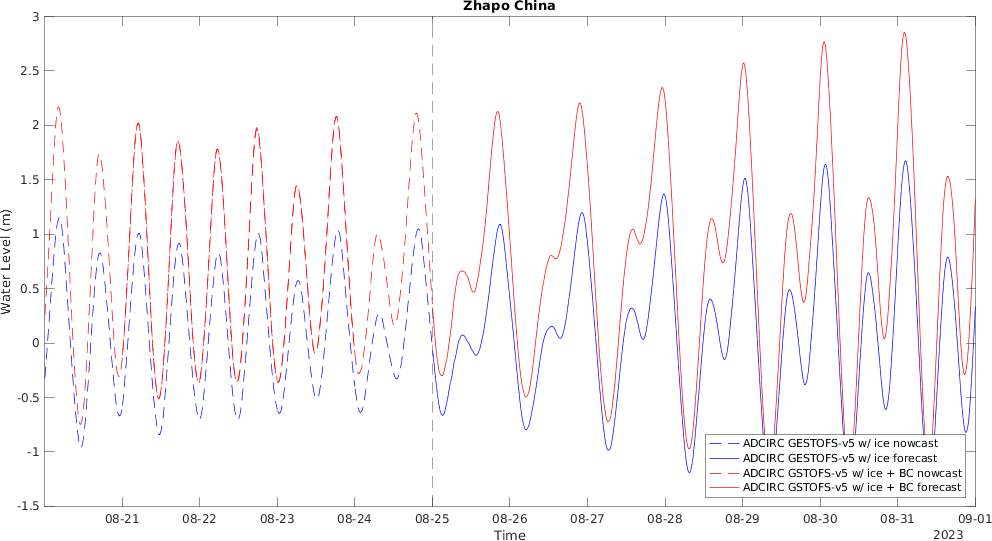 Zhapo China
3
2.5
2
1.5
1
0.5
0
-0.5
-1
-1.5
Water Level (m)
08-21 08-22 08-23 08-24 08-25 08-26 08-27 08-28 08-29 08-30 08-31 09-01
Time
2023
ADCIRC GESTOFS-v5 w/ ice nowcast
ADCIRC GESTOFS-v5 w/ ice forecast
ADCIRC GSTOFS-v5 w/ ice + BC nowcast
ADCIRC GSTOFS-v5 w/ ice + BC forecast